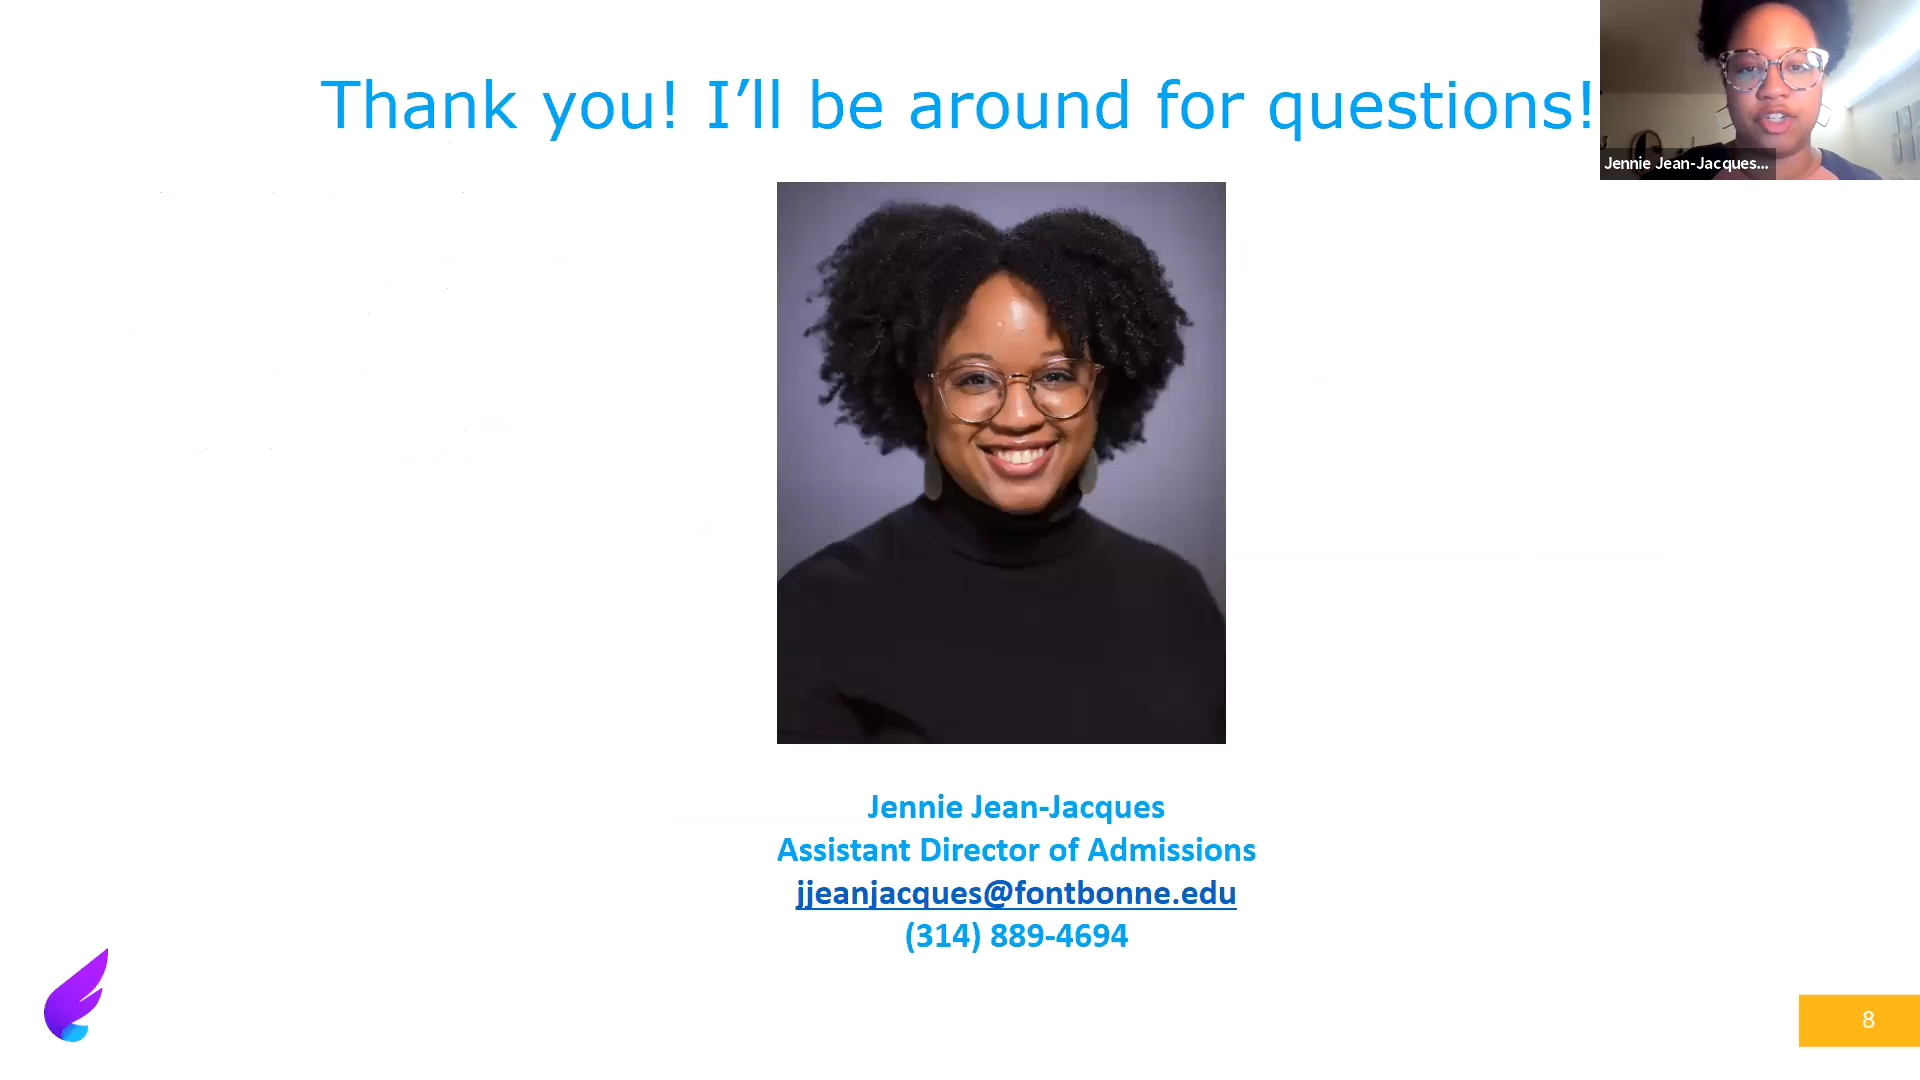 Thank you! I’ll be around for questions!
Jennie Jean-Jacques...
Jennie Jean-Jacques
Assistant Director of Admissions
jjeanjacques@fontbonne.edu
(314) 889-4694
8